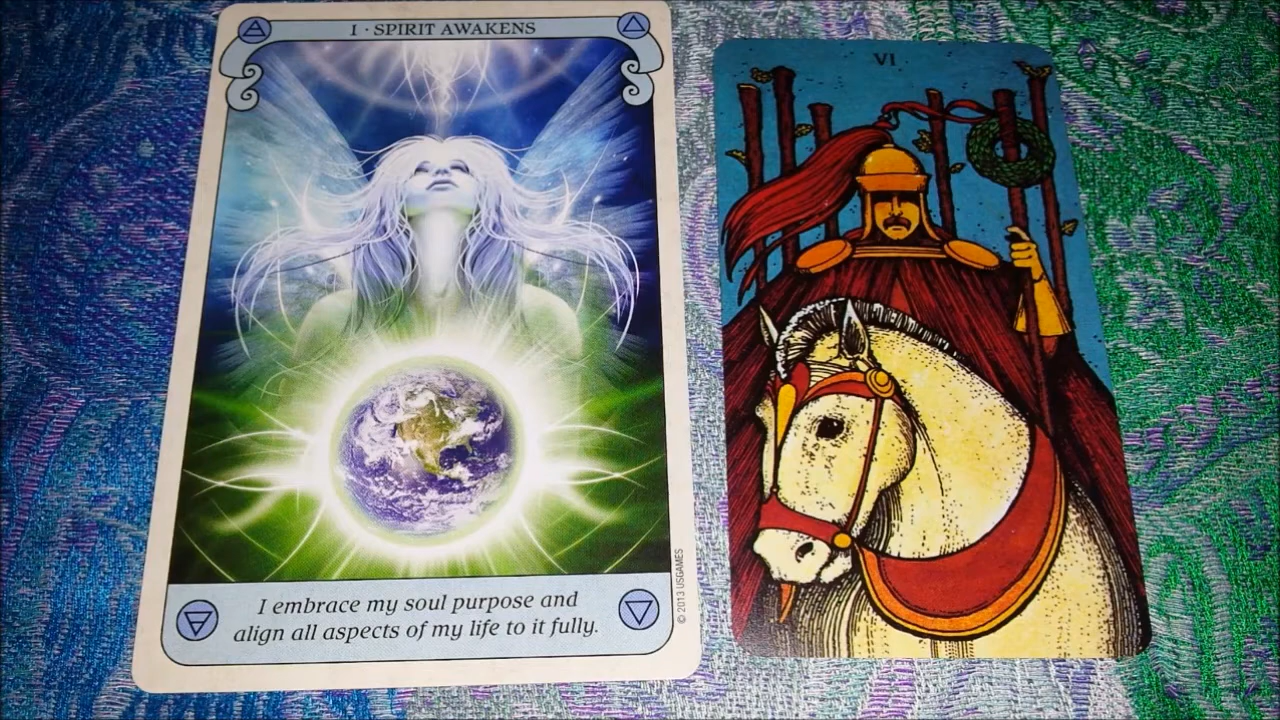 I · SPIRIT AWAKENS
I embrace my soul purpose and
align all aspects of my life to it fully.
© 2013 USGAMES
VI